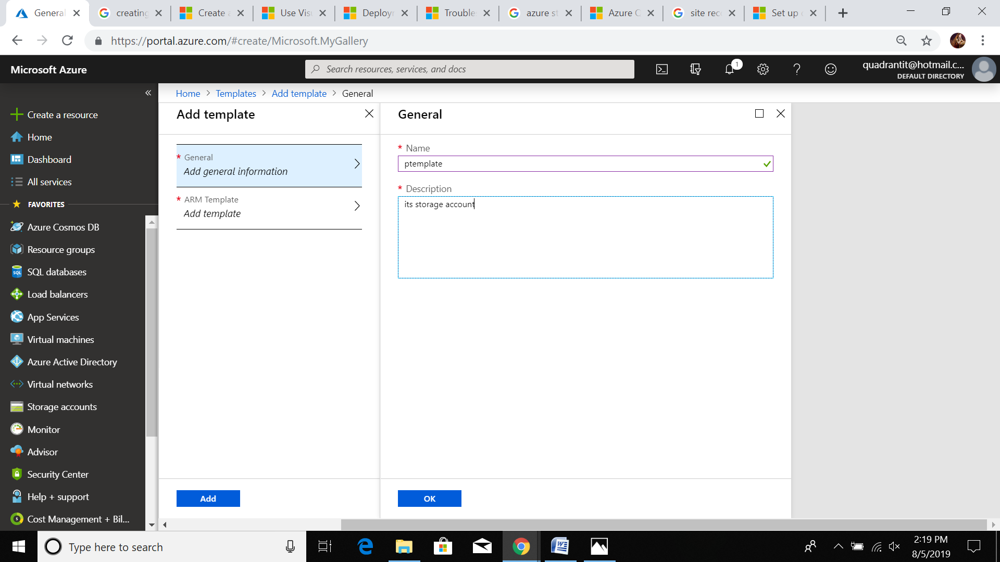 General
creating
Create a
Use Vis
Deploy
Trouble
azure st
Azure
site rec
Set up
https://portal.azure.com/#create/Microsoft.MyGallery
Microsoft Azure
Search resources, services, and docs
1
quadrantit@hotmail.c...
DEFAULT DIRECTORY
Home > Templates > Add template > General
Create a resource
Home
Dashboard
All services
FAVORITES
Azure Cosmos DB
Resource groups
SQL databases
Load balancers
App Services
Virtual machines
Azure Active Directory
Virtual networks
Storage accounts
Monitor
Advisor
Security Center
Help + support
Cost Management + Bil...
Add template
* General
Add general information
* ARM Template
Add template
Add
General
* Name
ptemplate
* Description
its storage account
OK
Type here to search
2:19 PM
8/5/2019